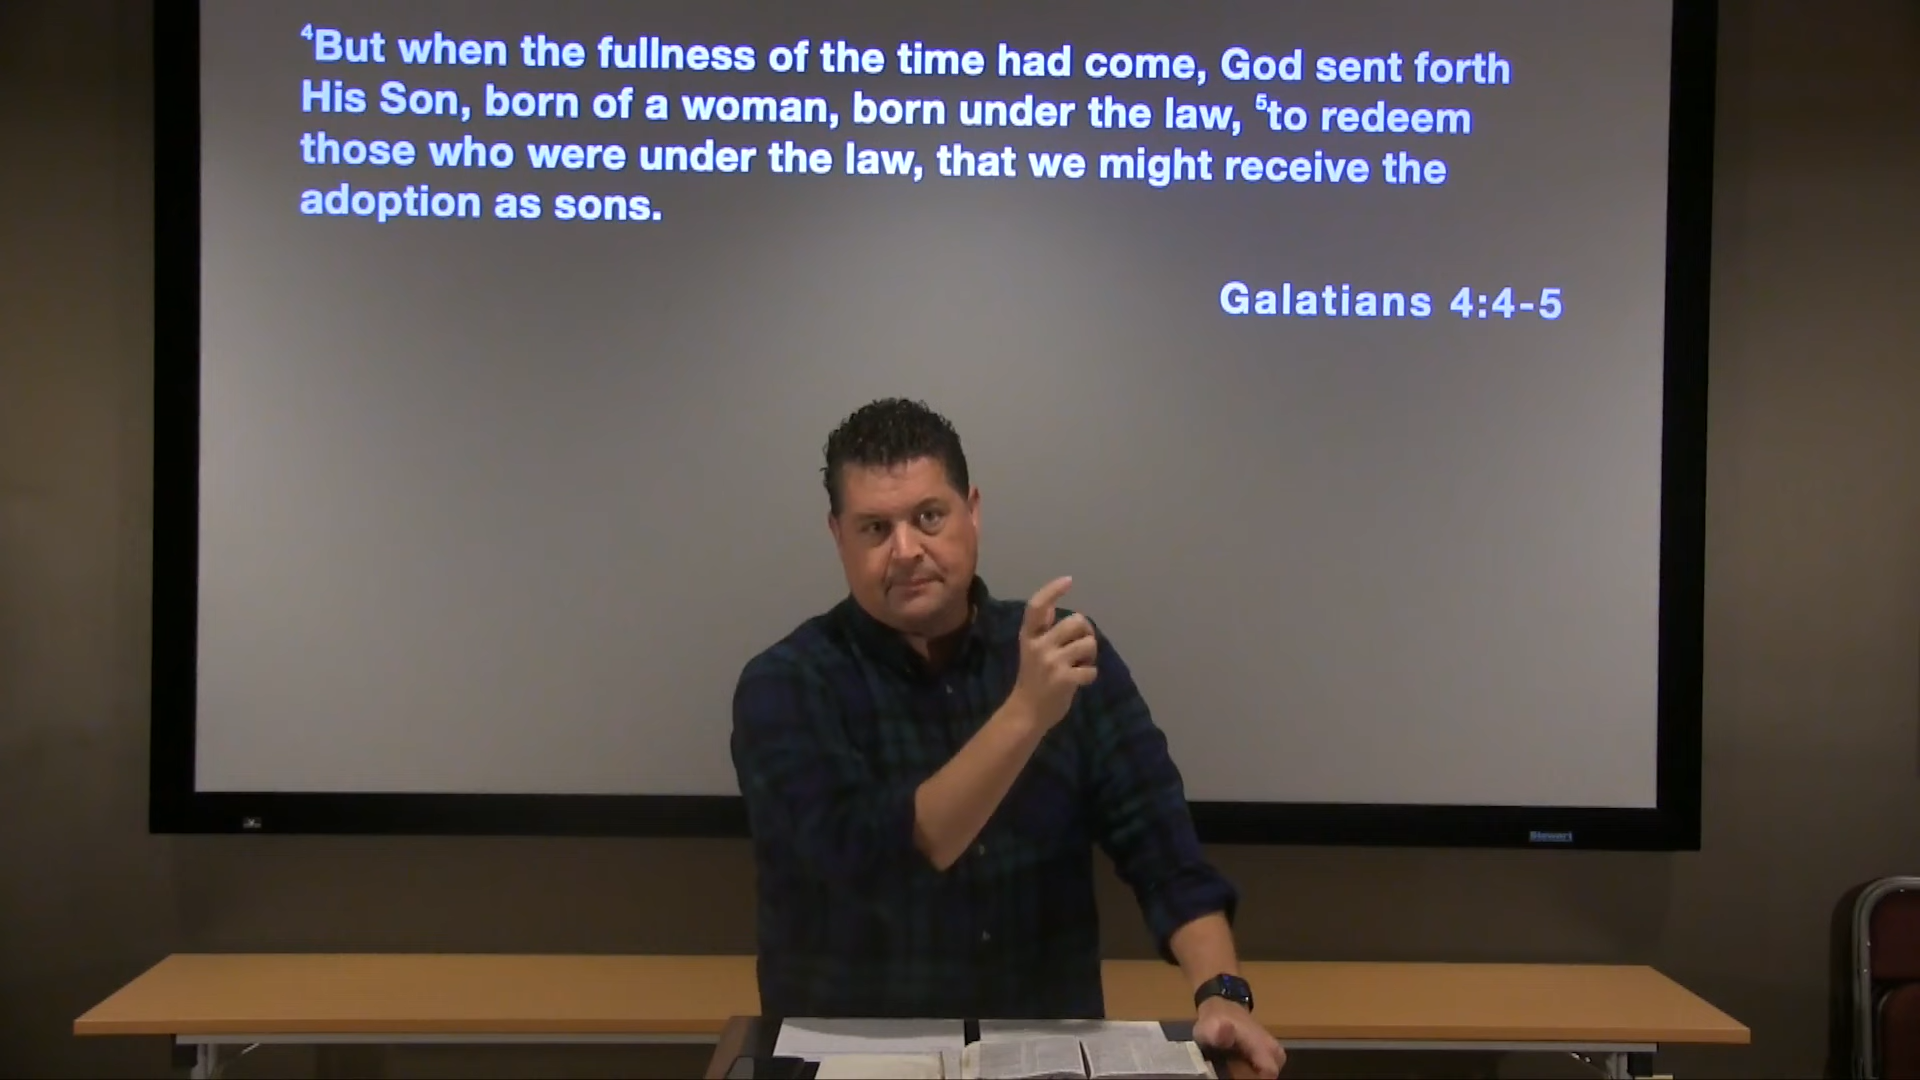 ⁴But when the fullness of the time had come, God sent forth
His Son, born of a woman, born under the law, ⁵to redeem
those who were under the law, that we might receive the
adoption as sons.
Galatians 4:4-5
Stewart